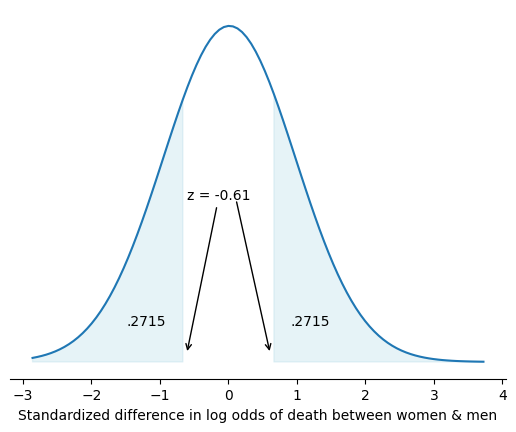 z = -0.61
.2715 .2715
−3 −2 −1 0 1 2 3 4
Standardized difference in log odds of death between women & men